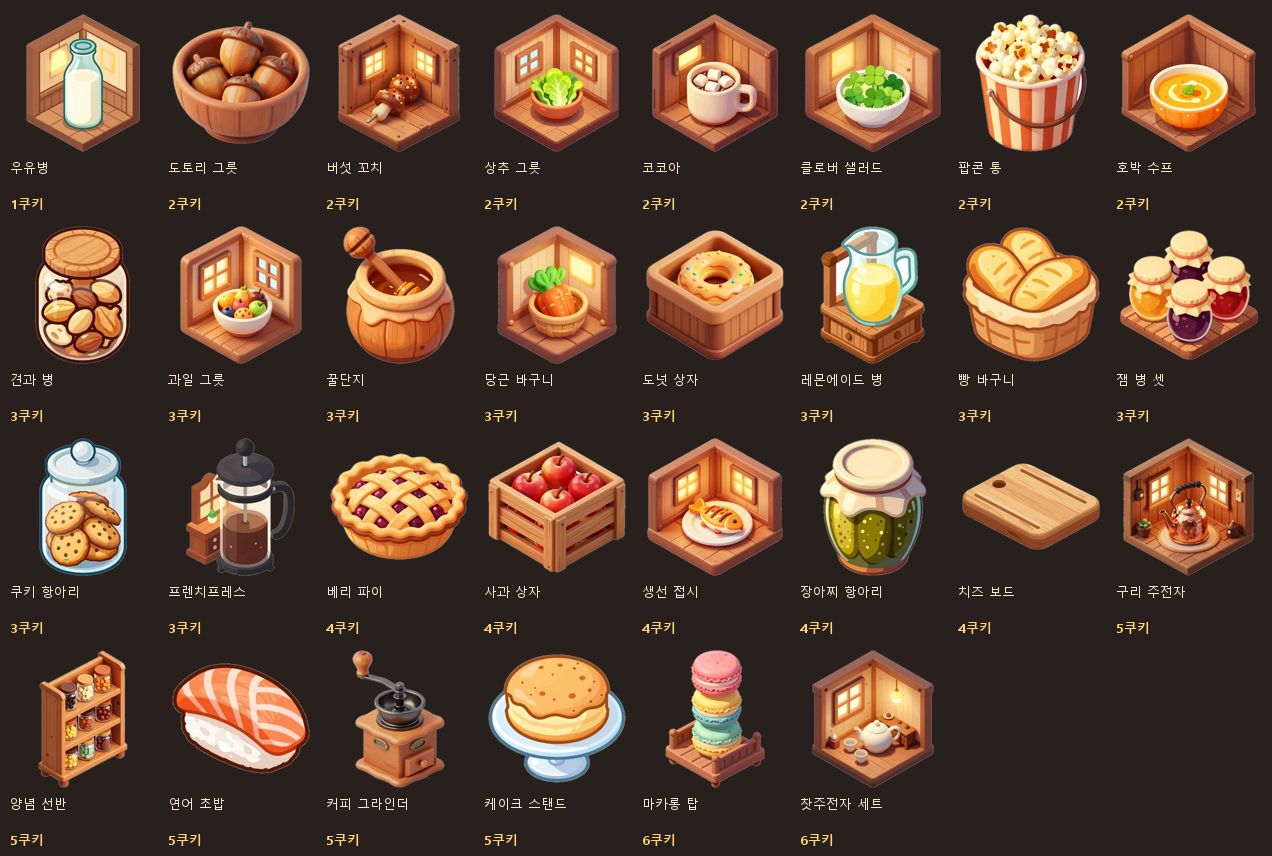 우유병
도토리 그릇
버섯 꼬치
상추 그릇
코코아
클로버 샐러드
팝콘 통
호박 수프
1쿠키
2쿠키
2쿠키
2쿠키
2쿠키
2쿠키
2쿠키
2쿠키
견과 병
과일 그릇
꿀단지
당근 바구니
도넛 상자
레몬에이드 병
빵 바구니
잼 병 셋
3쿠키
3쿠키
3쿠키
3쿠키
3쿠키
3쿠키
3쿠키
3쿠키
쿠키 항아리
프렌치프레스
베리 파이
사과 상자
생선 접시
장아찌 항아리
치즈 보드
구리 주전자
3쿠키
3쿠키
4쿠키
4쿠키
4쿠키
4쿠키
4쿠키
5쿠키
양념 선반
연어 초밥
커피 그라인더
케이크 스탠드
마카롱 탑
찻주전자 세트
5쿠키
5쿠키
5쿠키
5쿠키
6쿠키
6쿠키